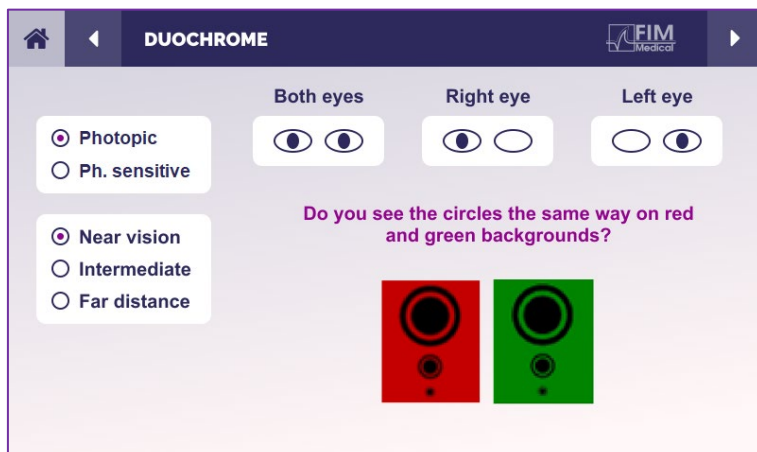 DUOCHROME
FIM
Medical
Both eyes
Right eye
Left eye
Photopic
Ph. sensitive
Near vision
Intermediate
Far distance
Do you see the circles the same way on red
and green backgrounds?